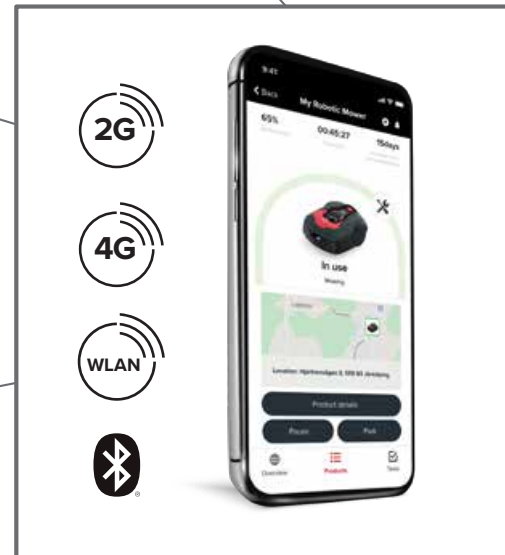 2G
4G
WLAN
®
9:41
Back
My Robotic Mower
65%
00:45:27
15days
In use
Mowing
Product details
Pause
Park
Overview
Products
Tasks